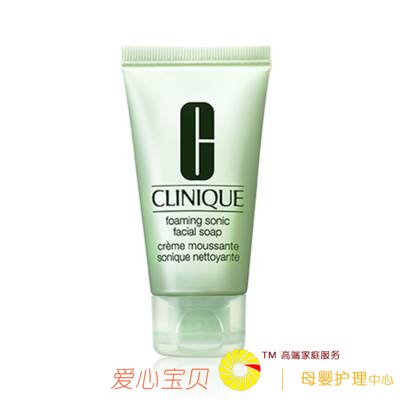 C
CLINIQUE
foaming sonic
facial soap
crème moussante
sonique nettoyante
TM 高端家庭服务
爱心宝贝 | 母婴护理中心